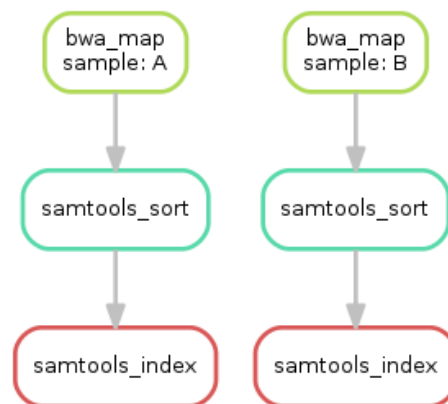 bwa_map
sample: A
bwa_map
sample: B
samtools_sort
samtools_sort
samtools_index
samtools_index